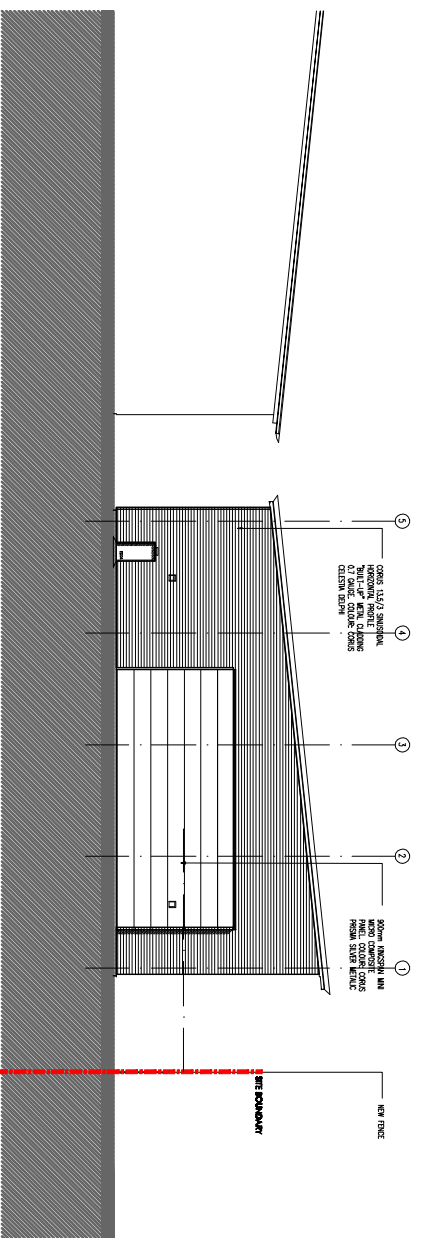 5
4
3
2
1
CORUS 13.5/3 SINUSOIDAL
HORIZONTAL PROFILE
"BUILT-UP" METAL CLADDING
0.7 GAUGE. COLOUR: CORUS
CELESTIA DELPHI
900mm KINGSPAN MINI
MICRO COMPOSITE
PANEL. COLOUR: CORUS
PRISMA SILVER METALIC
NEW FENCE
SITE BOUNDARY